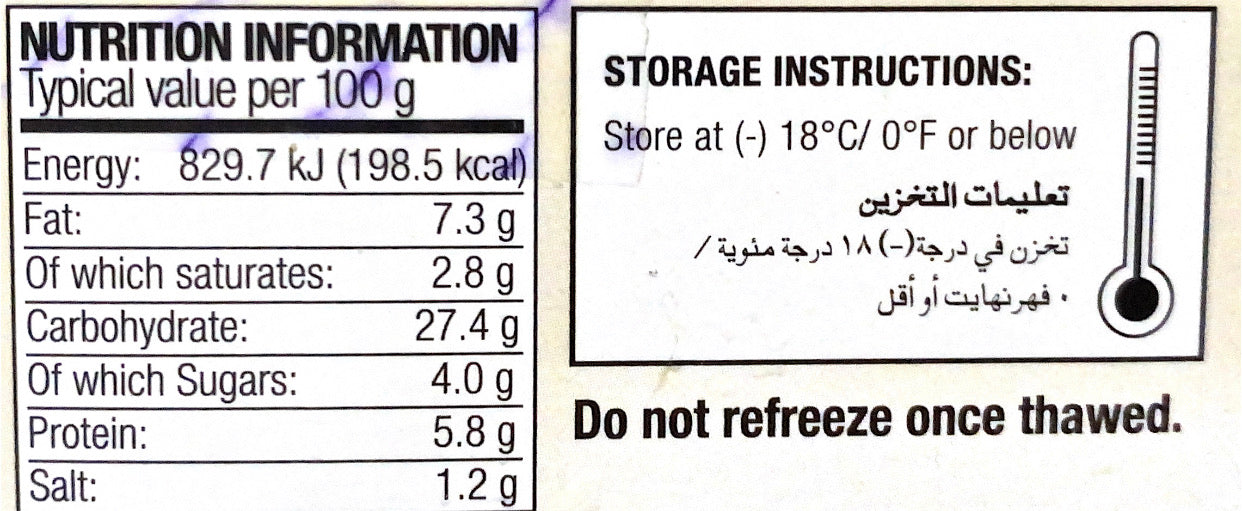 NUTRITION INFORMATION
Typical value per 100 g
Energy: 829.7 kJ (198.5 kcal)
Fat: 7.3 g
Of which saturates: 2.8 g
Carbohydrate: 27.4 g
Of which Sugars: 4.0 g
Protein: 5.8 g
Salt: 1.2 g
STORAGE INSTRUCTIONS:
Store at (-) 18°C/ 0°F or below
تعليمات التخزين
تخزن في درجة(-) ١٨ درجة مئوية /
٠ فهرنهايت أو أقل
Do not refreeze once thawed.